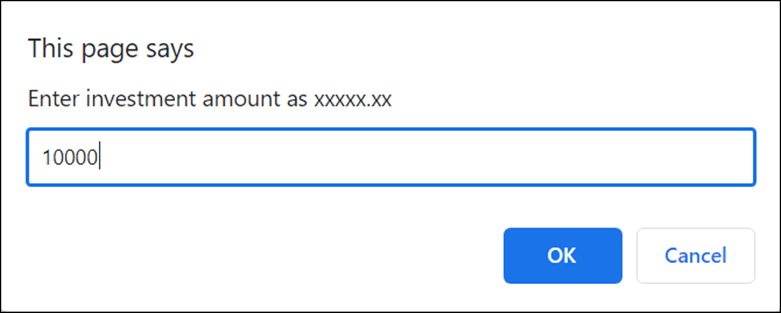 This page says
Enter investment amount as xxxxx.xx
10000
OK
Cancel